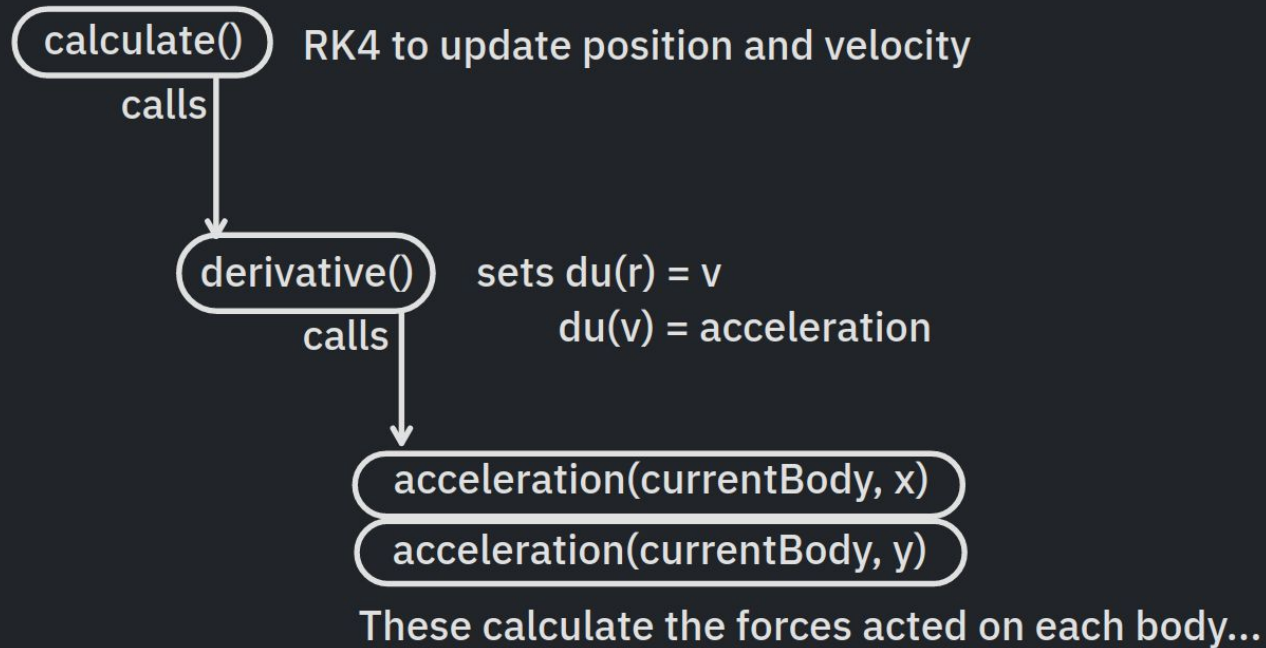 calculate()
RK4 to update position and velocity
calls
derivative()
sets du(r) = v
du(v) = acceleration
calls
acceleration(currentBody, x)
acceleration(currentBody, y)
These calculate the forces acted on each body...